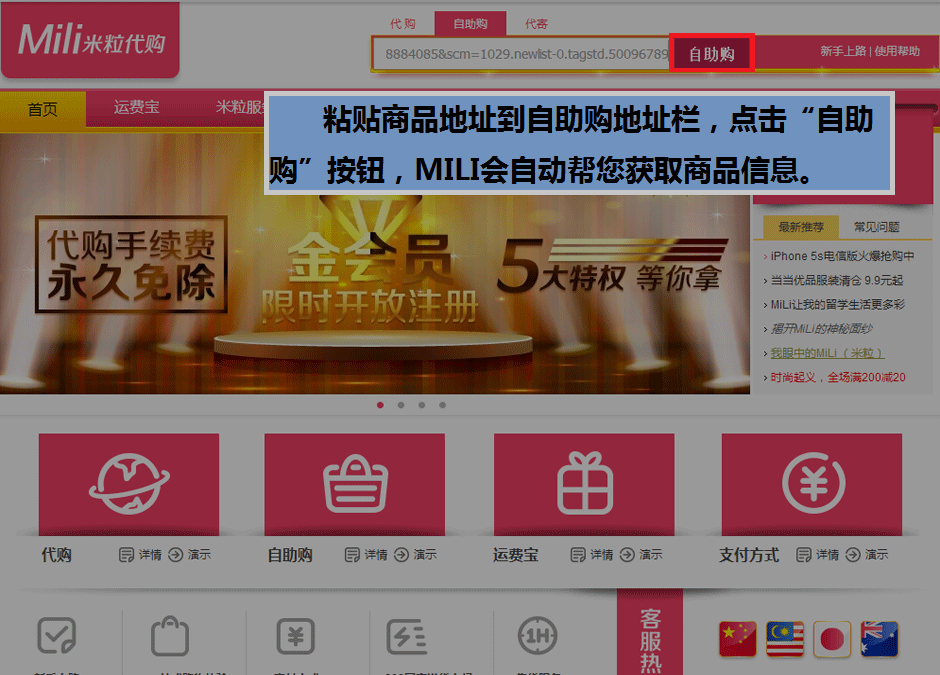 Mili米粒代购
代购 自助购 代寄
8884085&scm=1029.newlist-0.tagstd.50096789
自助购
新手上路 | 使用帮助
首页 运费宝
粘贴商品地址到自助购地址栏，点击“自助
购”按钮，MILI会自动帮您获取商品信息。
代购手续费
永久免除
金会员
限时开放注册
5大特权 等你拿
最新推荐 常见问题
iPhone 5s电信版火爆抢购中
当当优品服装清仓 9.9元起
MiLi让我的留学生活更多彩
揭开MiLi的神秘面纱
我眼中的MiLi（米粒）
时尚起义，全场满200减20
代购 详情 演示
自助购 详情 演示
运费宝 详情 演示
支付方式 详情 演示
1H
客
服
热